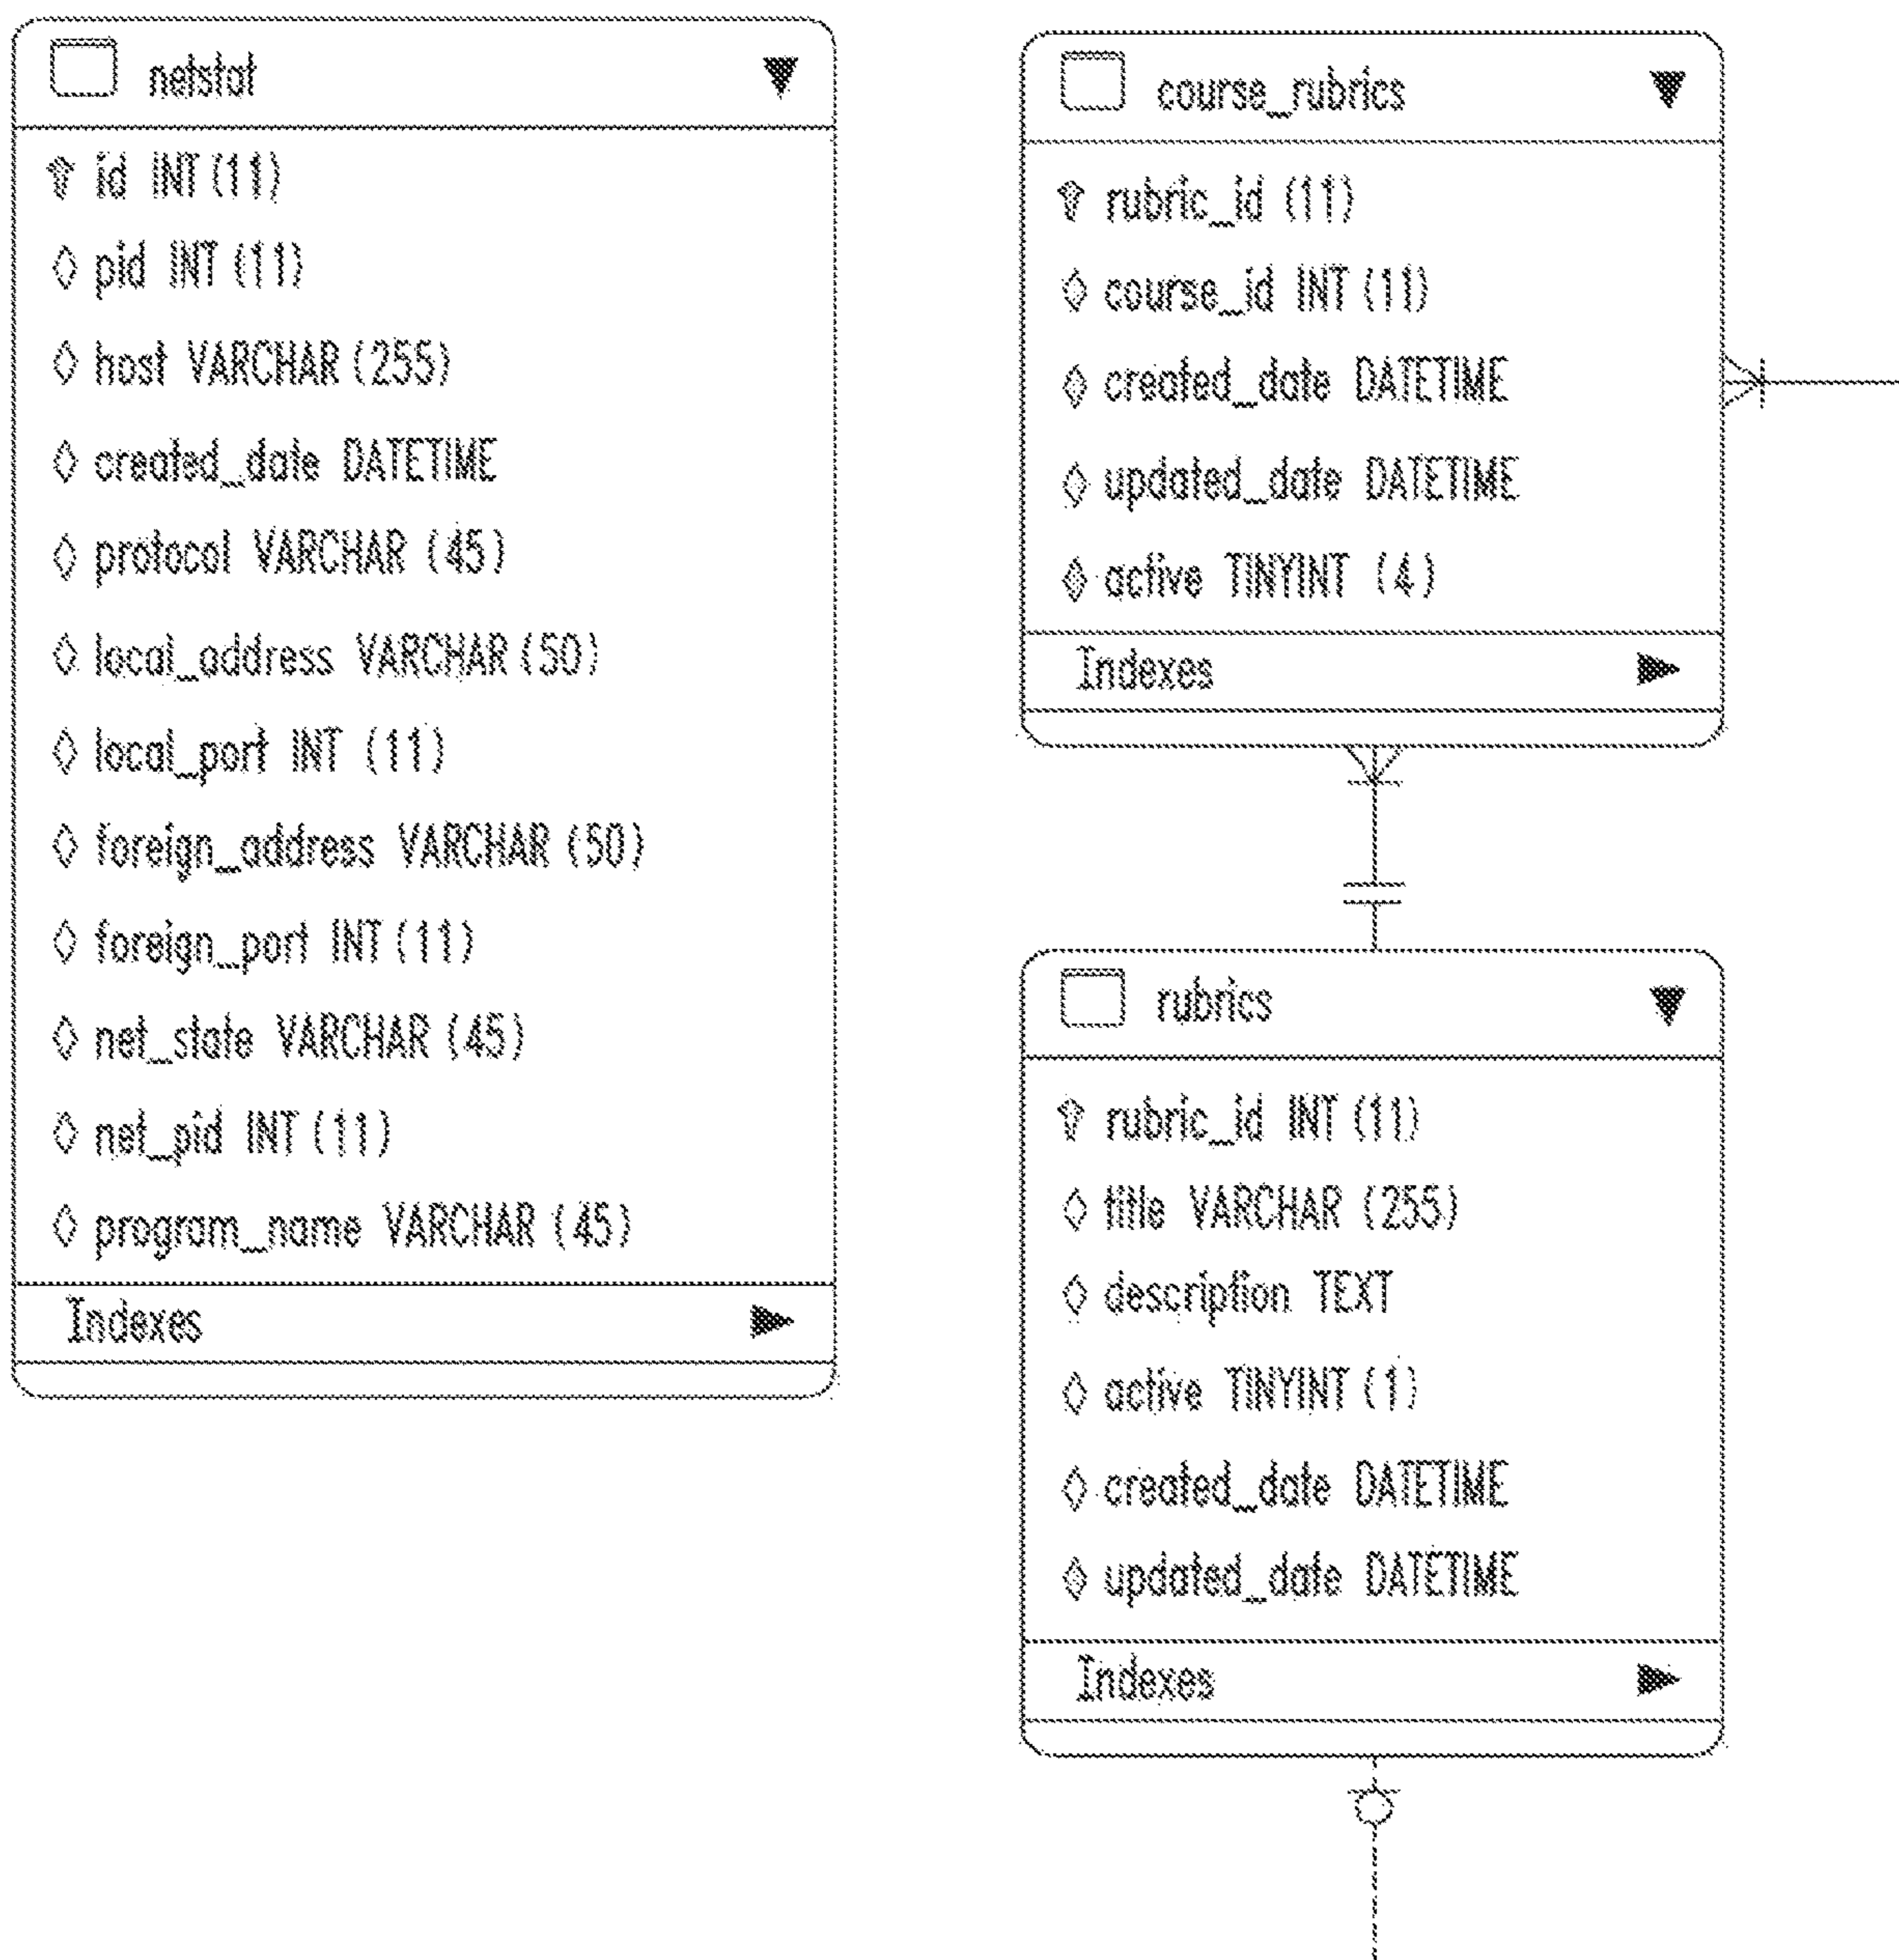 netstat
id INT (11)
pid INT (11)
host VARCHAR (255)
created_date DATETIME
protocol VARCHAR (45)
local_address VARCHAR (50)
local_port INT (11)
foreign_address VARCHAR (50)
foreign_port INT (11)
net_state VARCHAR (45)
net_pid INT (11)
program_name VARCHAR (45)
Indexes
course_rubrics
rubric_id (11)
course_id INT (11)
created_date DATETIME
updated_date DATETIME
active TINYINT (4)
Indexes
rubrics
rubric_id INT (11)
title VARCHAR (255)
description TEXT
active TINYINT (1)
created_date DATETIME
updated_date DATETIME
Indexes